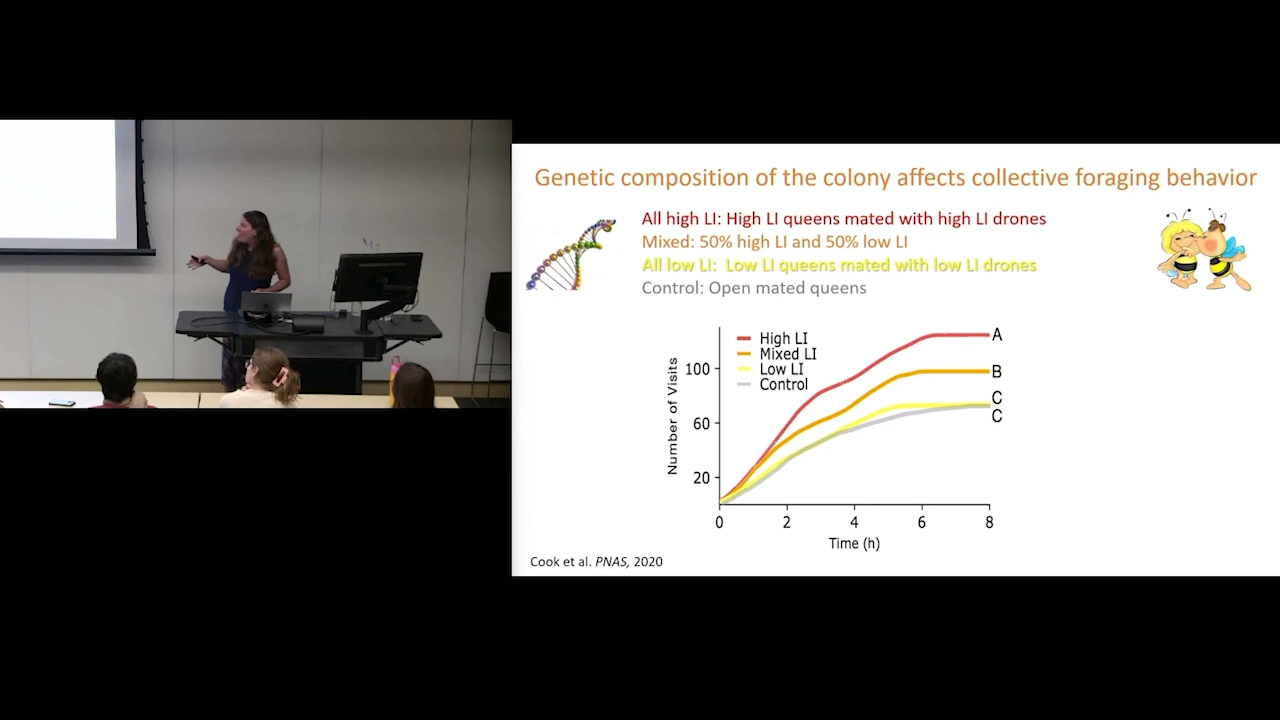 Genetic composition of the colony affects collective foraging behavior
All high LI: High LI queens mated with high LI drones
Mixed: 50% high LI and 50% low LI
All low LI: Low LI queens mated with low LI drones
Control: Open mated queens
High LI
Mixed LI
Low LI
Control
Number of Visits
100
60
20
A
B
C
C
0 2 4 6 8
Time (h)
Cook et al. PNAS, 2020